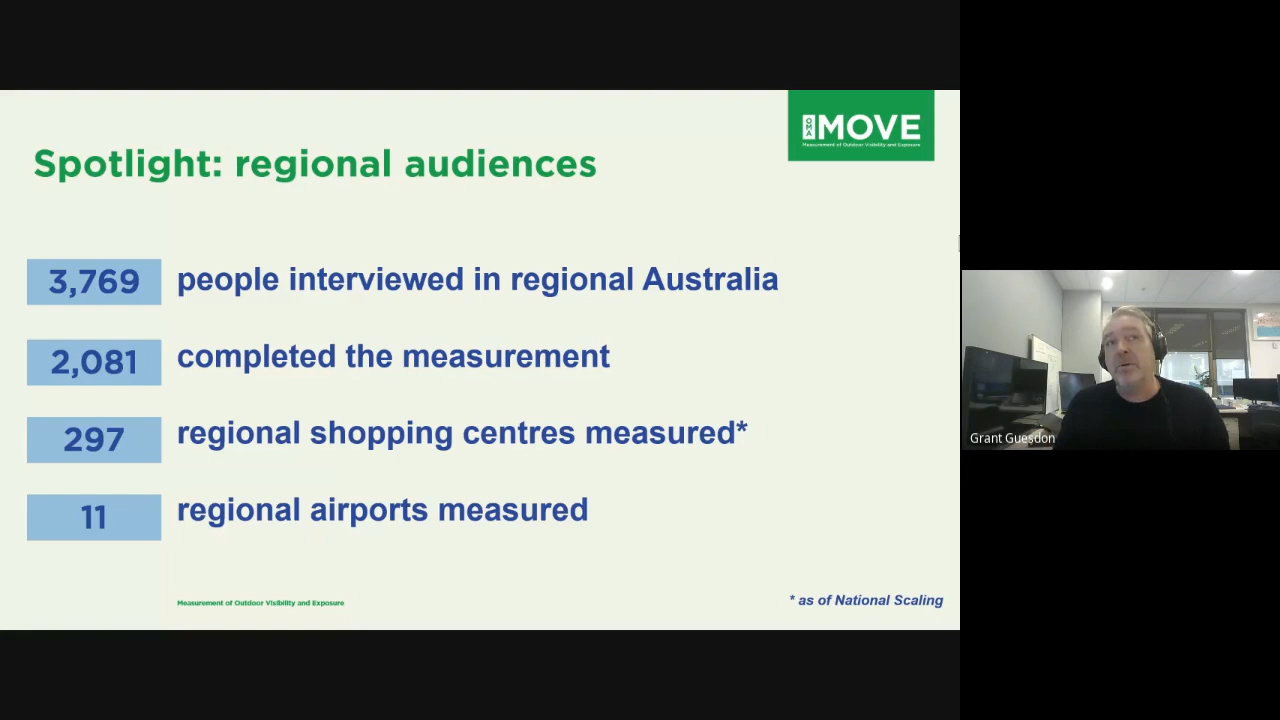 OMA MOVE
Measurement of Outdoor Visibility and Exposure
Spotlight: regional audiences
3,769 people interviewed in regional Australia
2,081 completed the measurement
297 regional shopping centres measured*
11 regional airports measured
Measurement of Outdoor Visibility and Exposure
* as of National Scaling
Grant Guesdon